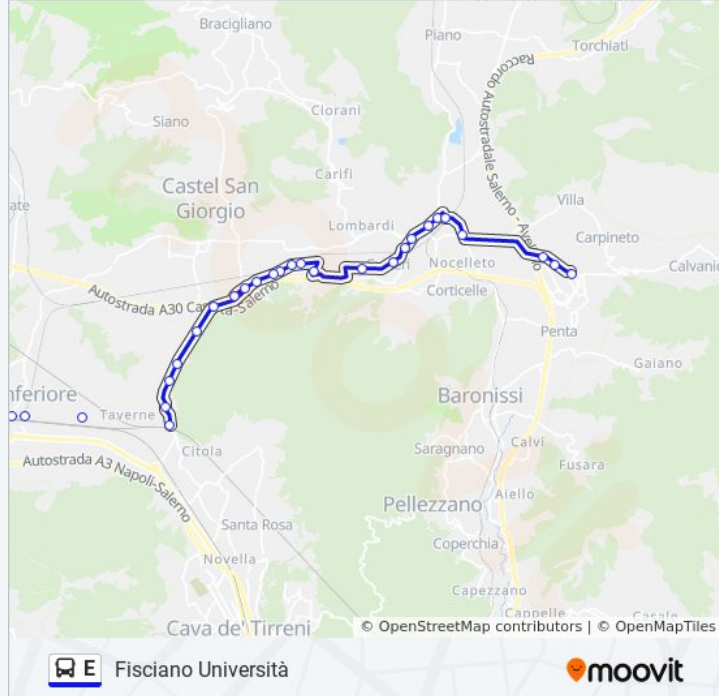 Bracigliano
Piano
Torchiati
Raccordo Autostradale Salerno - Avellino
Ciorani
Siano
Carifi
Castel San
Giorgio
Villa
Lombardi
Carpineto
Nocelleto
Calvanic
Autostrada A30 Caserta-Salerno
Corticelle
Penta
Gaiano
nferiore
Taverne
Baronissi
Citola
Calvi
Saragnano
Fusara
Autostrada A3 Napoli-Salerno
Aiello
Pellezzano
Santa Rosa
Coperchia
Novella
Capezzano
Cappelle
Casale
Cava de' Tirreni
© OpenStreetMap contributors | © OpenMapTiles
E Fisciano Università
moovit